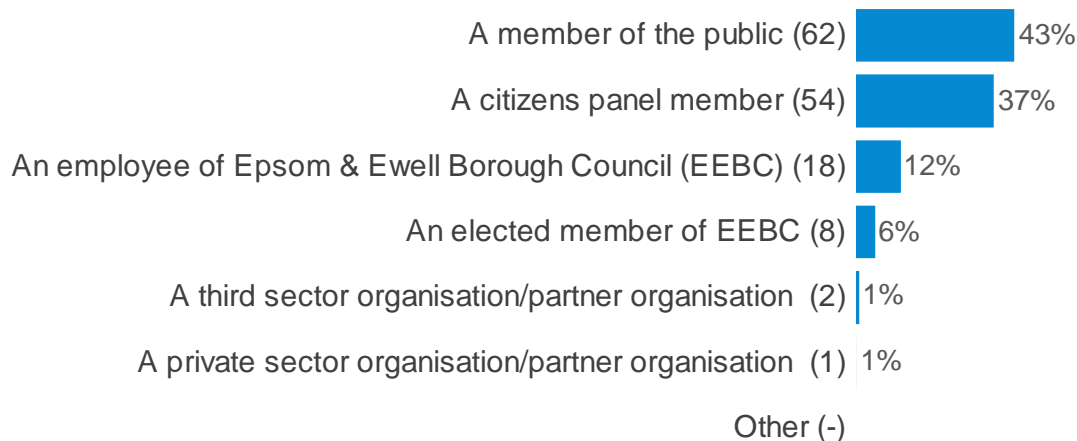 A member of the public (62) 43%
A citizens panel member (54) 37%
An employee of Epsom & Ewell Borough Council (EEBC) (18) 12%
An elected member of EEBC (8) 6%
A third sector organisation/partner organisation (2) 1%
A private sector organisation/partner organisation (1) 1%
Other (-)